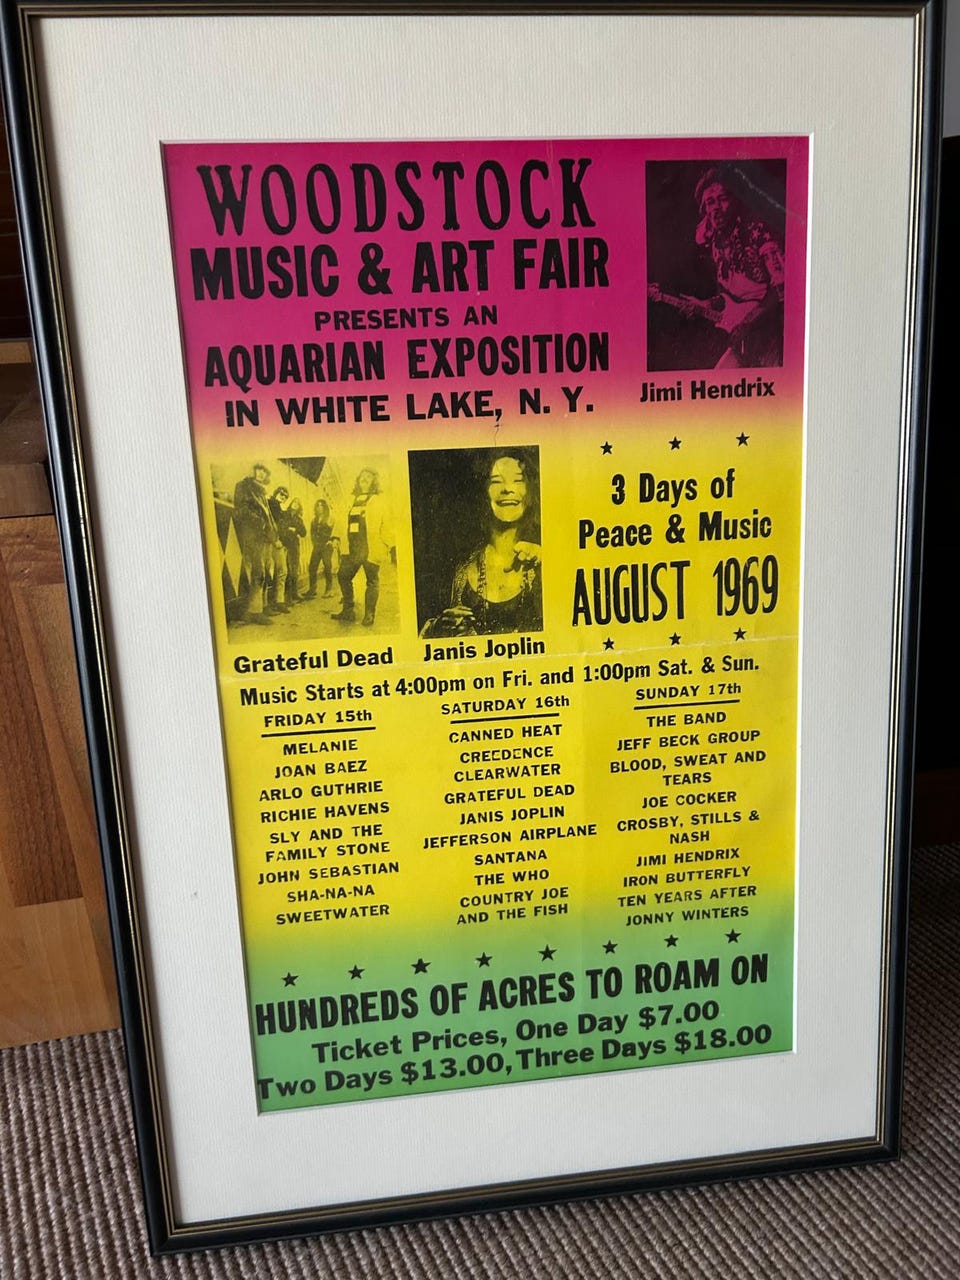 WOODSTOCK
MUSIC & ART FAIR
PRESENTS AN
AQUARIAN EXPOSITION
IN WHITE LAKE, N. Y.
Jimi Hendrix
3 Days of
Peace & Music
AUGUST 1969
Grateful Dead
Janis Joplin
Music Starts at 4:00pm on Fri. and 1:00pm Sat. & Sun.
FRIDAY 15th
MELANIE
JOAN BAEZ
ARLO GUTHRIE
RICHIE HAVENS
SLY AND THE
FAMILY STONE
JOHN SEBASTIAN
SHA-NA-NA
SWEETWATER
SATURDAY 16th
CANNED HEAT
CREEDENCE
CLEARWATER
GRATEFUL DEAD
JANIS JOPLIN
JEFFERSON AIRPLANE
SANTANA
THE WHO
COUNTRY JOE
AND THE FISH
SUNDAY 17th
THE BAND
JEFF BECK GROUP
BLOOD, SWEAT AND
TEARS
JOE COCKER
CROSBY, STILLS &
NASH
JIMI HENDRIX
IRON BUTTERFLY
TEN YEARS AFTER
JONNY WINTERS
HUNDREDS OF ACRES TO ROAM ON
Ticket Prices, One Day $7.00
Two Days $13.00, Three Days $18.00